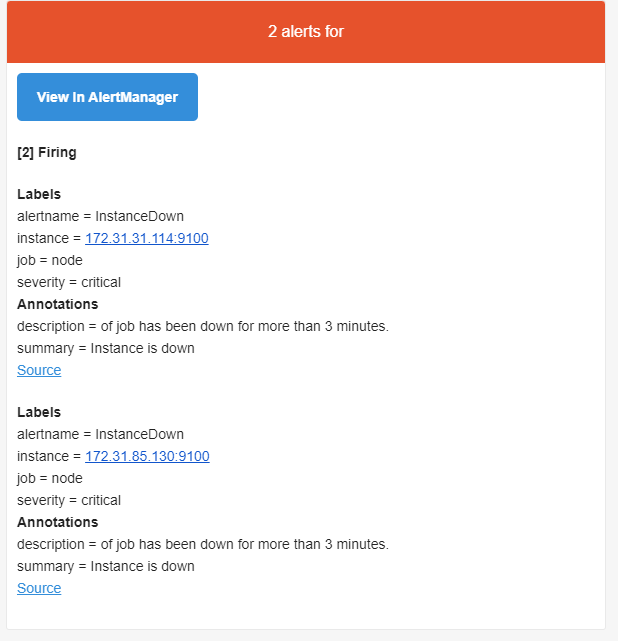 2 alerts for
View In AlertManager
[2] Firing
Labels
alertname = InstanceDown
instance = 172.31.31.114:9100
job = node
severity = critical
Annotations
description = of job has been down for more than 3 minutes.
summary = Instance is down
Source
Labels
alertname = InstanceDown
instance = 172.31.85.130:9100
job = node
severity = critical
Annotations
description = of job has been down for more than 3 minutes.
summary = Instance is down
Source